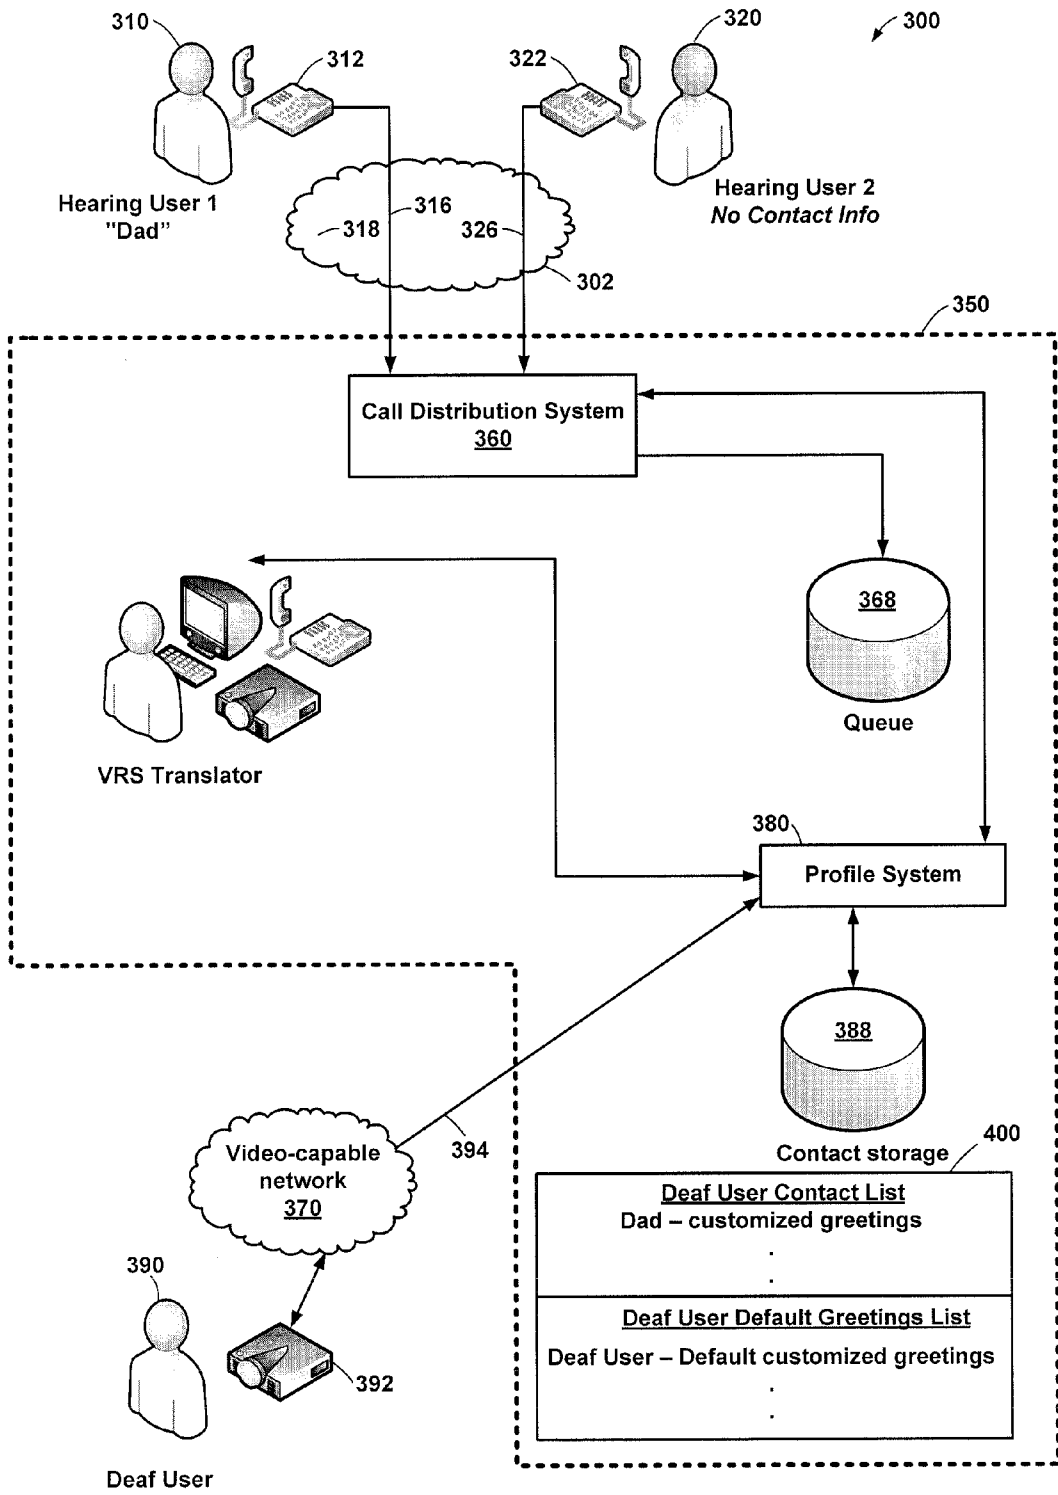 310
320
300
312
322
Hearing User 1
"Dad"
Hearing User 2
No Contact Info
316
318
326
302
350
Call Distribution System
360
368
Queue
VRS Translator
380
Profile System
388
394
Contact storage
400
Video-capable
network
370
Deaf User Contact List
Dad – customized greetings
.
.
Deaf User Default Greetings List
Deaf User – Default customized greetings
.
.
390
392
Deaf User